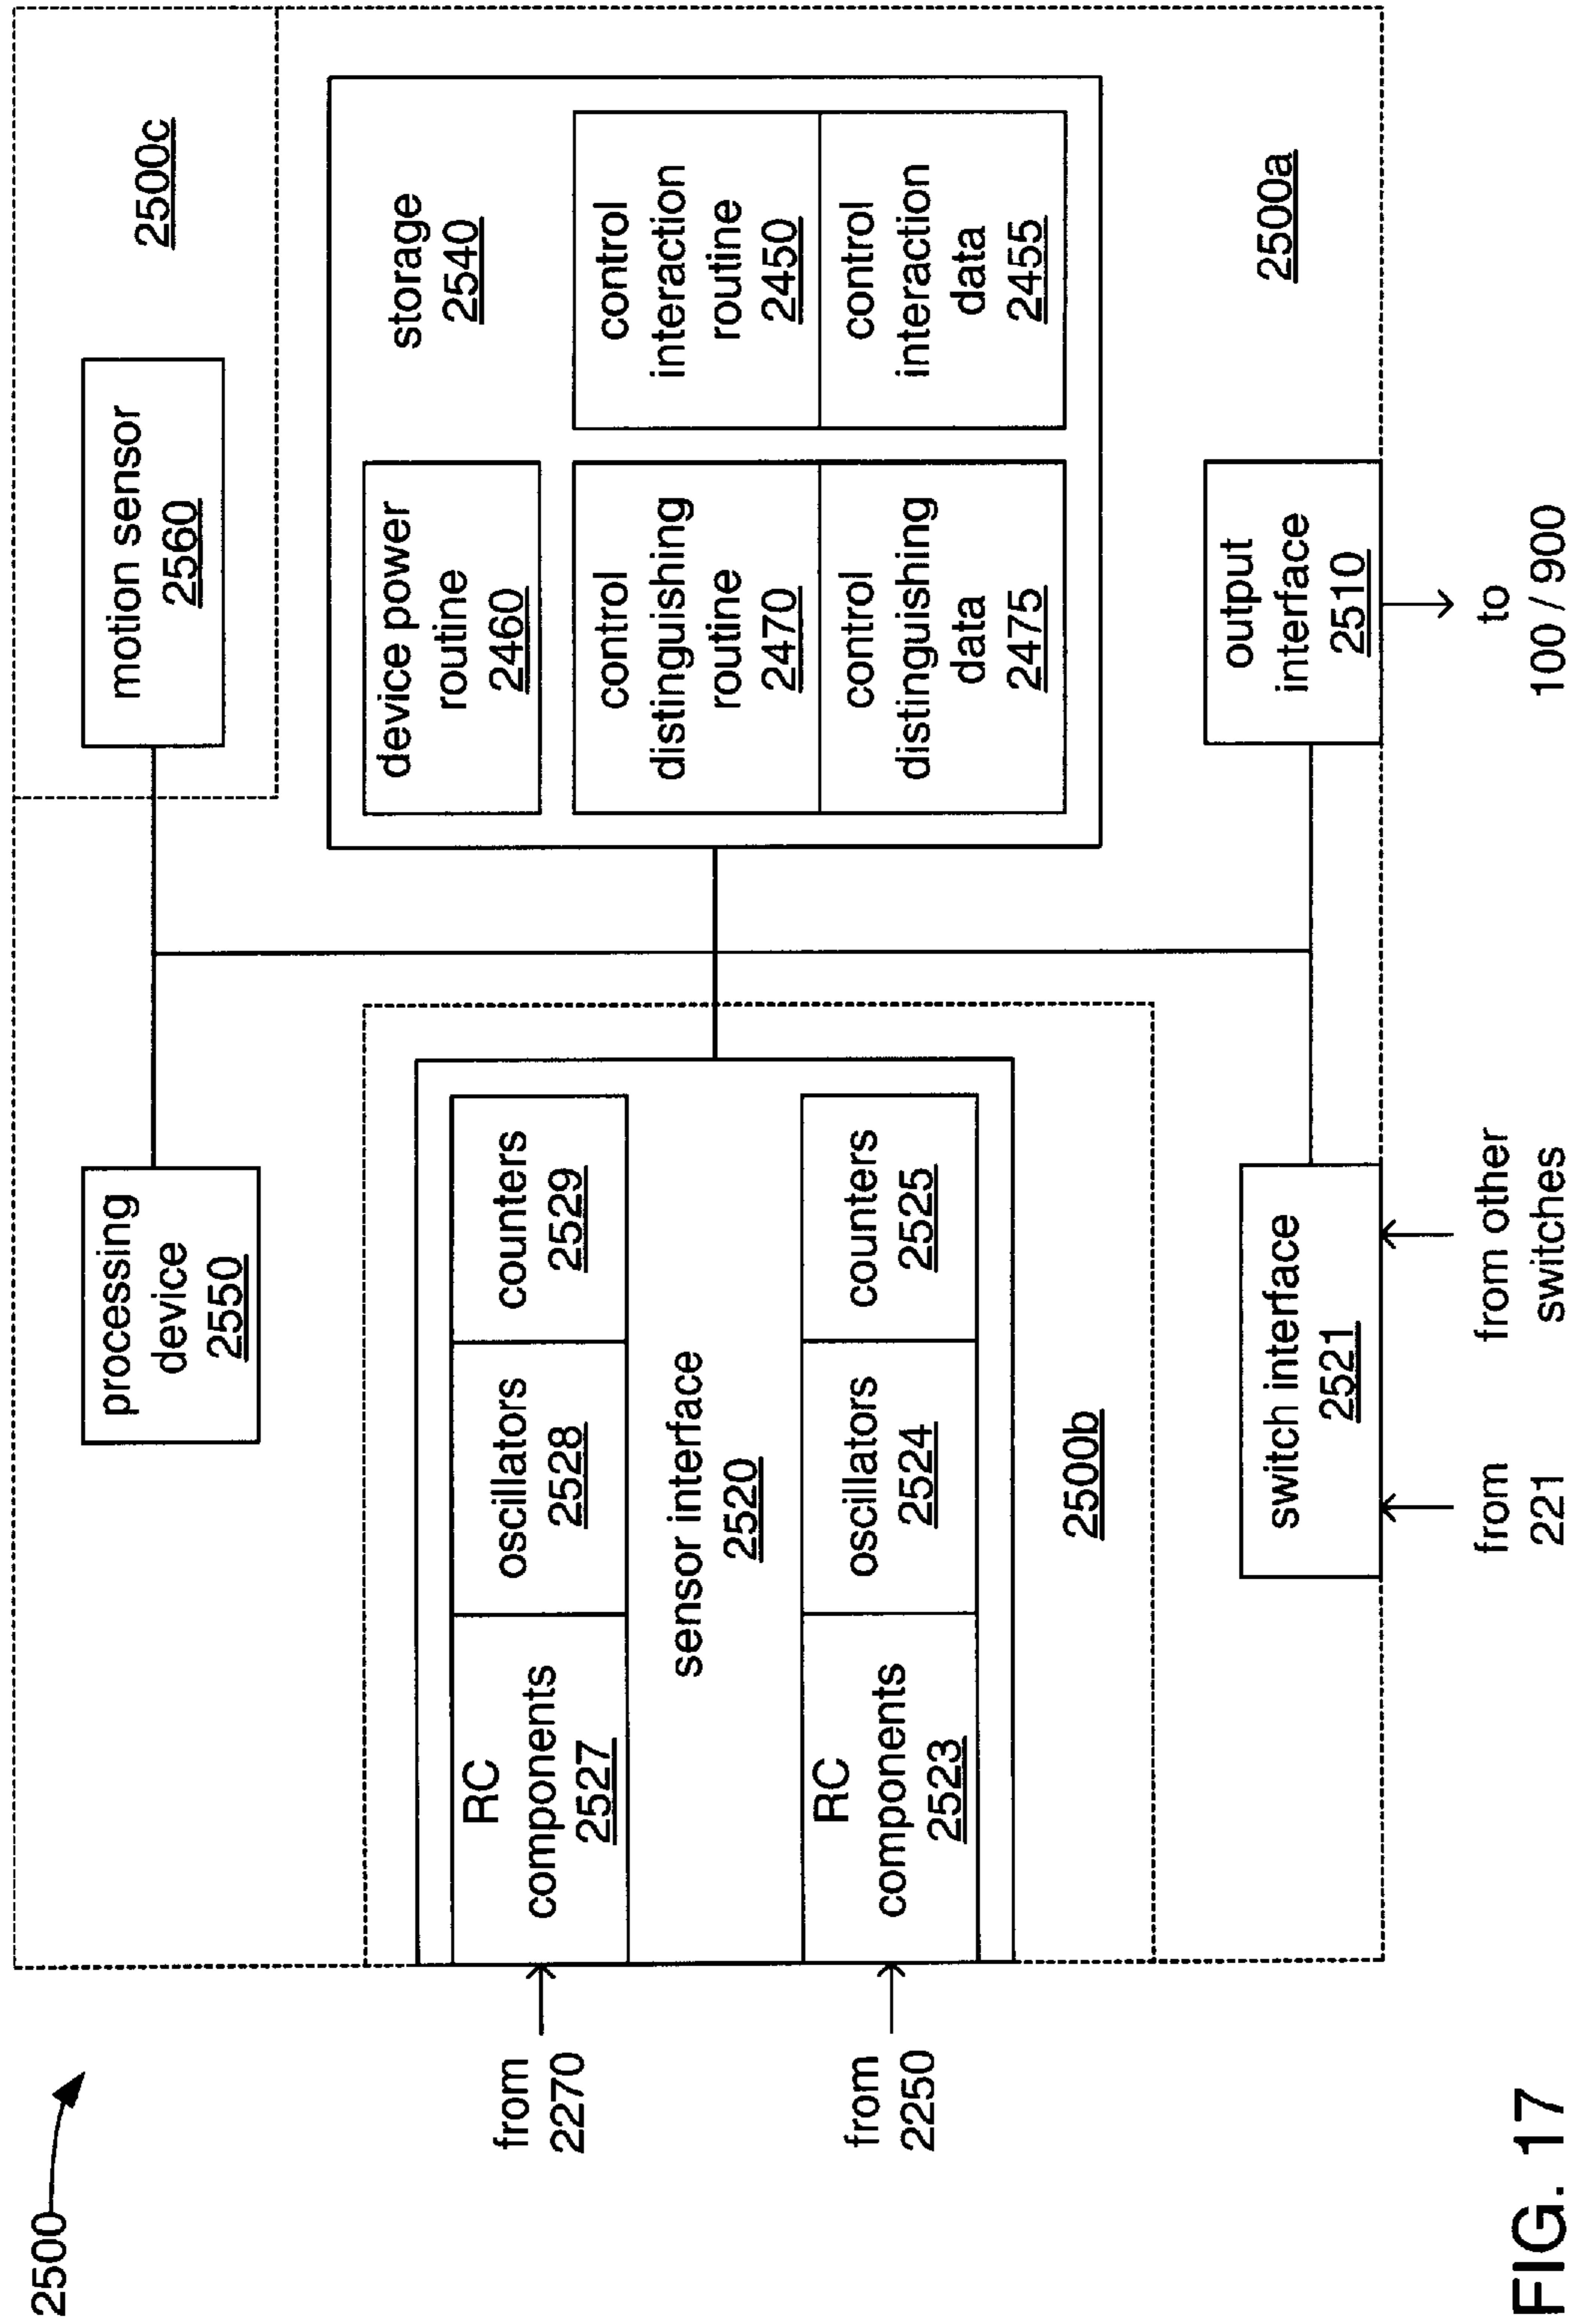 2500
processing
device
2550
motion sensor
2560
2500c
from
2270
RC
components
2527
oscillators
2528
counters
2529
sensor interface
2520
from
2250
RC
components
2523
oscillators
2524
counters
2525
2500b
storage
2540
device power
routine
2460
control
distinguishing
routine
2470
control
distinguishing
data
2475
control
interaction
routine
2450
control
interaction
data
2455
2500a
switch interface
2521
output
interface
2510
from
221
from other
switches
to
100 / 900
FIG. 17